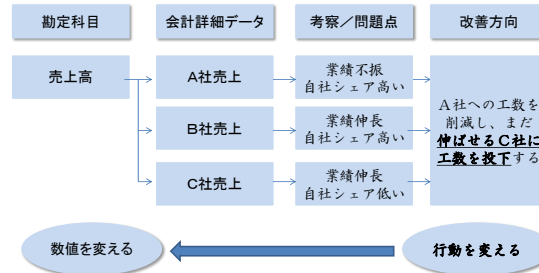 勘定科目
会計詳細データ
考察／問題点
改善方向
売上高
A社売上
業績不振
自社シェア高い
B社売上
業績伸長
自社シェア高い
C社売上
業績伸長
自社シェア低い
A社への工数を
削減し、まだ
伸ばせるC社に
工数を投下する
数値を変える
行動を変える